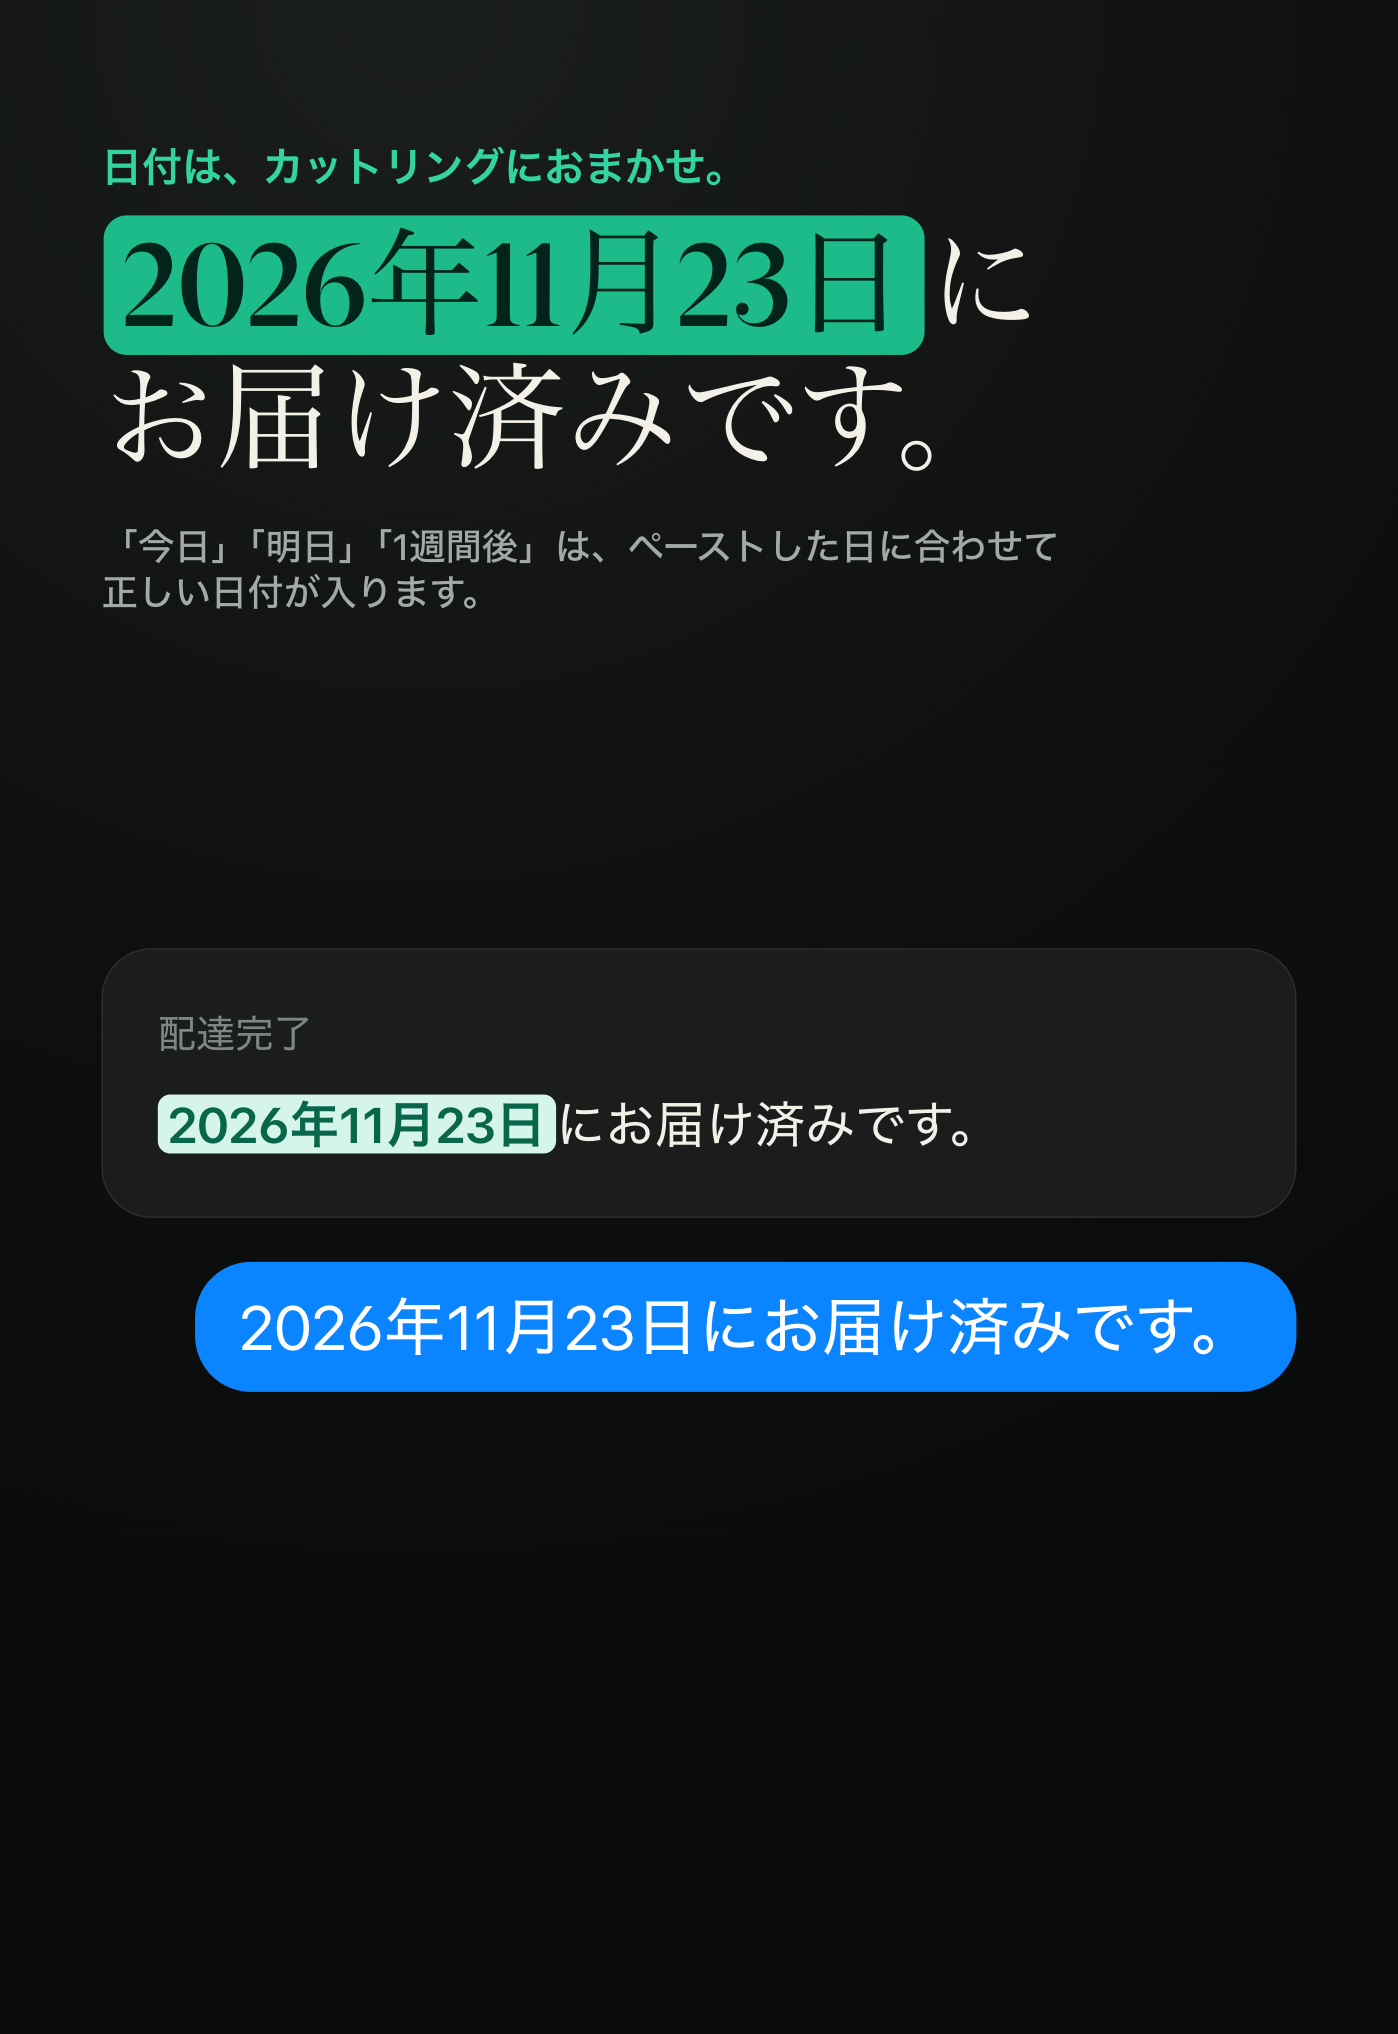 日付は、カットリングにおまかせ。
2026年11月23日に
お届け済みです。
「今日」「明日」「1週間後」は、ペーストした日に合わせて
正しい日付が入ります。
配達完了
2026年11月23日にお届け済みです。
2026年11月23日にお届け済みです。